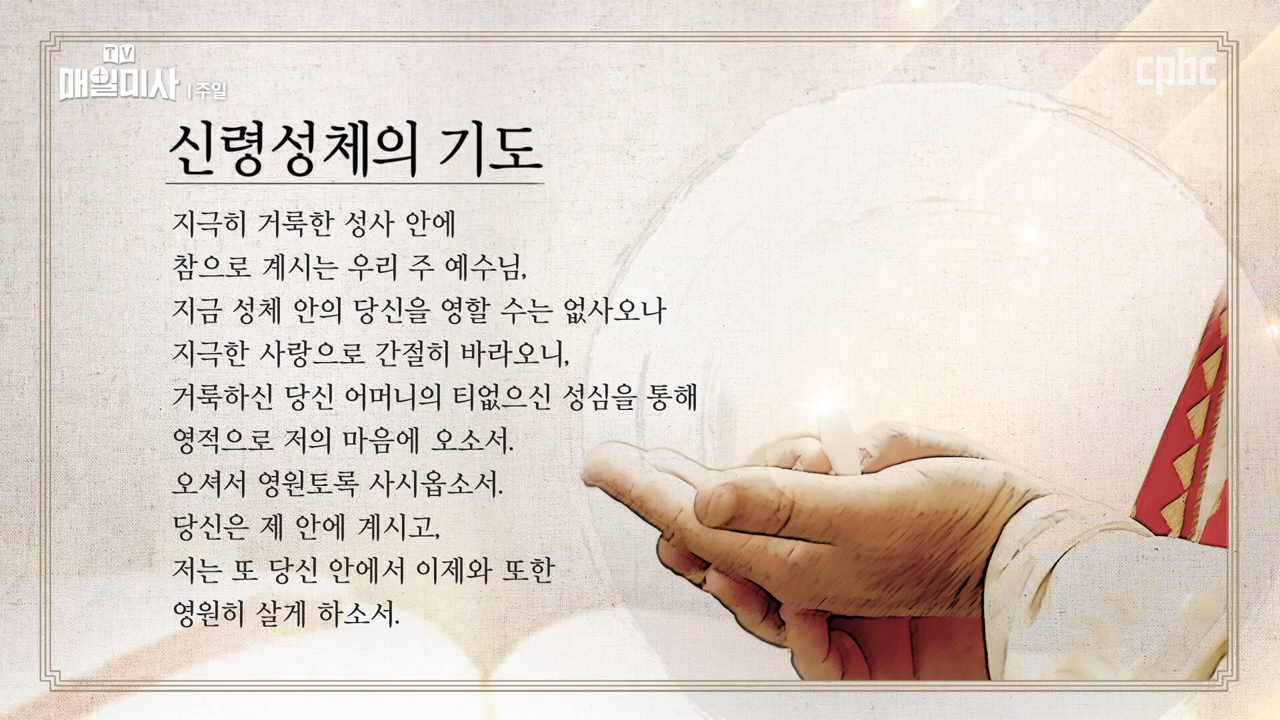 TV
매일미사 | 주일
cpbc
신령성체의 기도
지극히 거룩한 성사 안에
참으로 계시는 우리 주 예수님,
지금 성체 안의 당신을 영할 수는 없사오나
지극한 사랑으로 간절히 바라오니,
거룩하신 당신 어머니의 티없으신 성심을 통해
영적으로 저의 마음에 오소서.
오셔서 영원토록 사시옵소서.
당신은 제 안에 계시고,
저는 또 당신 안에서 이제와 또한
영원히 살게 하소서.